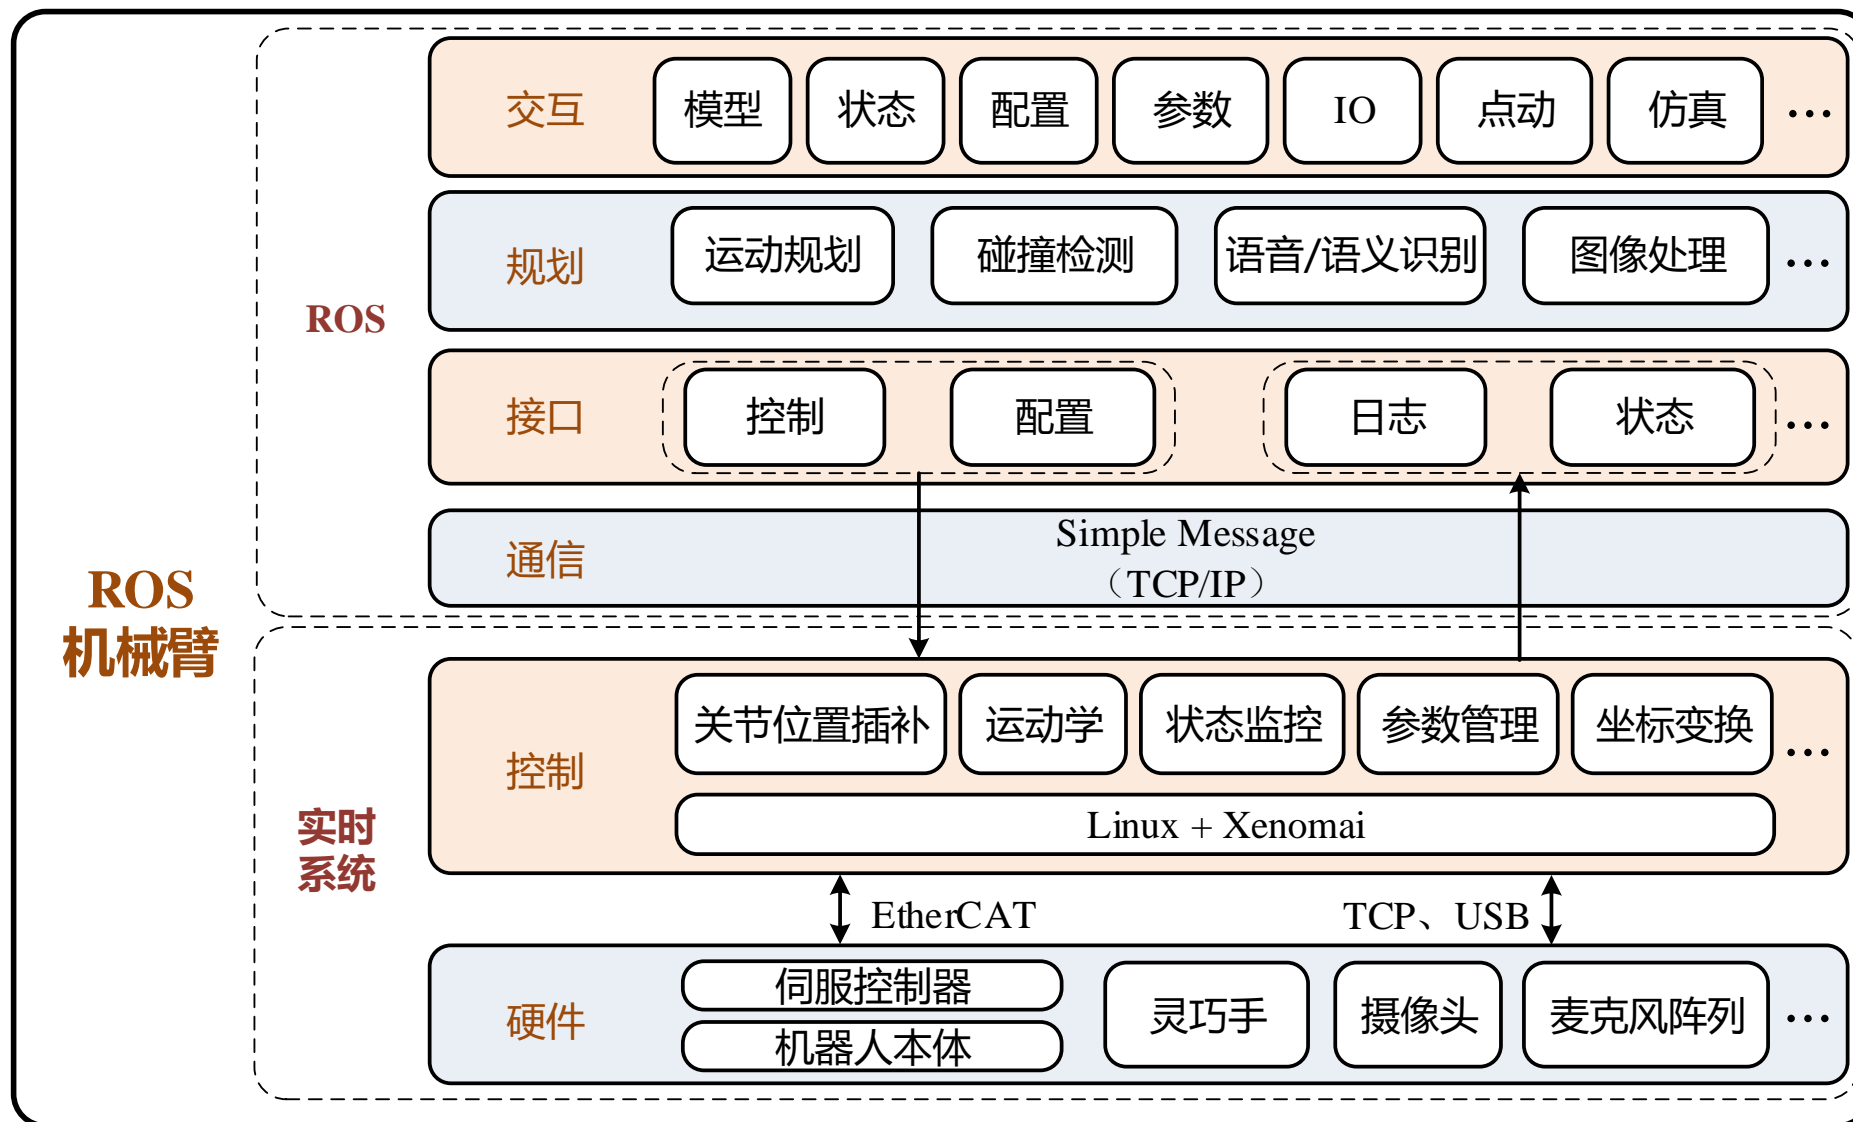 ROS
机械臂
ROS
交互
模型
状态
配置
参数
IO
点动
仿真
...
规划
运动规划
碰撞检测
语音/语义识别
图像处理
...
接口
控制
配置
日志
状态
...
通信
Simple Message
（TCP/IP）
实时
系统
控制
关节位置插补
运动学
状态监控
参数管理
坐标变换
...
Linux + Xenomai
EtherCAT
TCP、USB
硬件
伺服控制器
机器人本体
灵巧手
摄像头
麦克风阵列
...